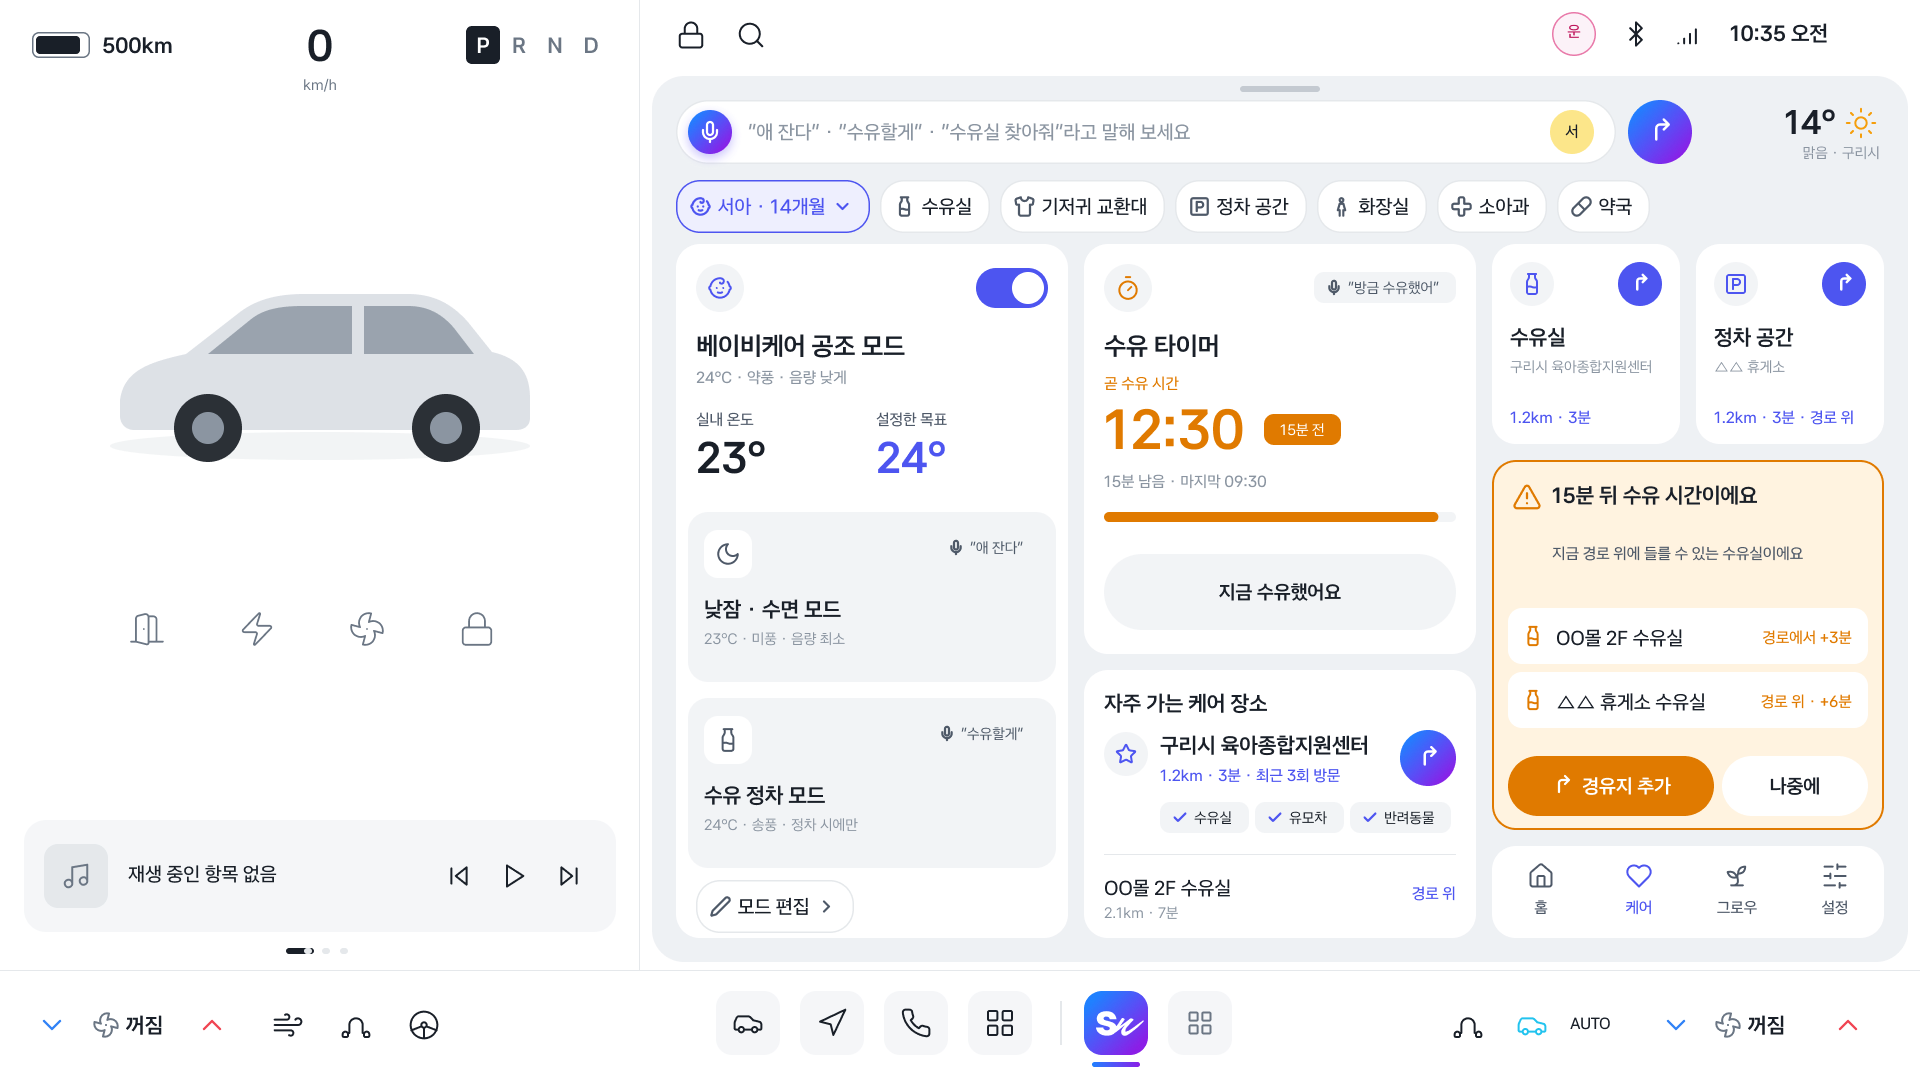 500km
0
km/h
P R N D
재생 중인 항목 없음
운
10:35 오전
"애 잔다" · "수유할게" · "수유실 찾아줘"라고 말해 보세요
서
14°
맑음 · 구리시
서아 · 14개월
수유실
기저귀 교환대
정차 공간
화장실
소아과
약국
베이비케어 공조 모드
24°C · 약풍 · 음량 낮게
실내 온도
설정한 목표
23°
24°
"애 잔다"
낮잠 · 수면 모드
23°C · 미풍 · 음량 최소
"수유할게"
수유 정차 모드
24°C · 송풍 · 정차 시에만
모드 편집
"방금 수유했어"
수유 타이머
곧 수유 시간
12:30
15분 전
15분 남음 · 마지막 09:30
지금 수유했어요
자주 가는 케어 장소
구리시 육아종합지원센터
1.2km · 3분 · 최근 3회 방문
수유실
유모차
반려동물
OO몰 2F 수유실
경로 위
2.1km · 7분
수유실
구리시 육아종합지원센터
1.2km · 3분
정차 공간
△△ 휴게소
1.2km · 3분 · 경로 위
15분 뒤 수유 시간이에요
지금 경로 위에 들를 수 있는 수유실이에요
OO몰 2F 수유실
경로에서 +3분
△△ 휴게소 수유실
경로 위 · +6분
경유지 추가
나중에
홈
케어
그로우
설정
꺼짐
Su
AUTO
꺼짐